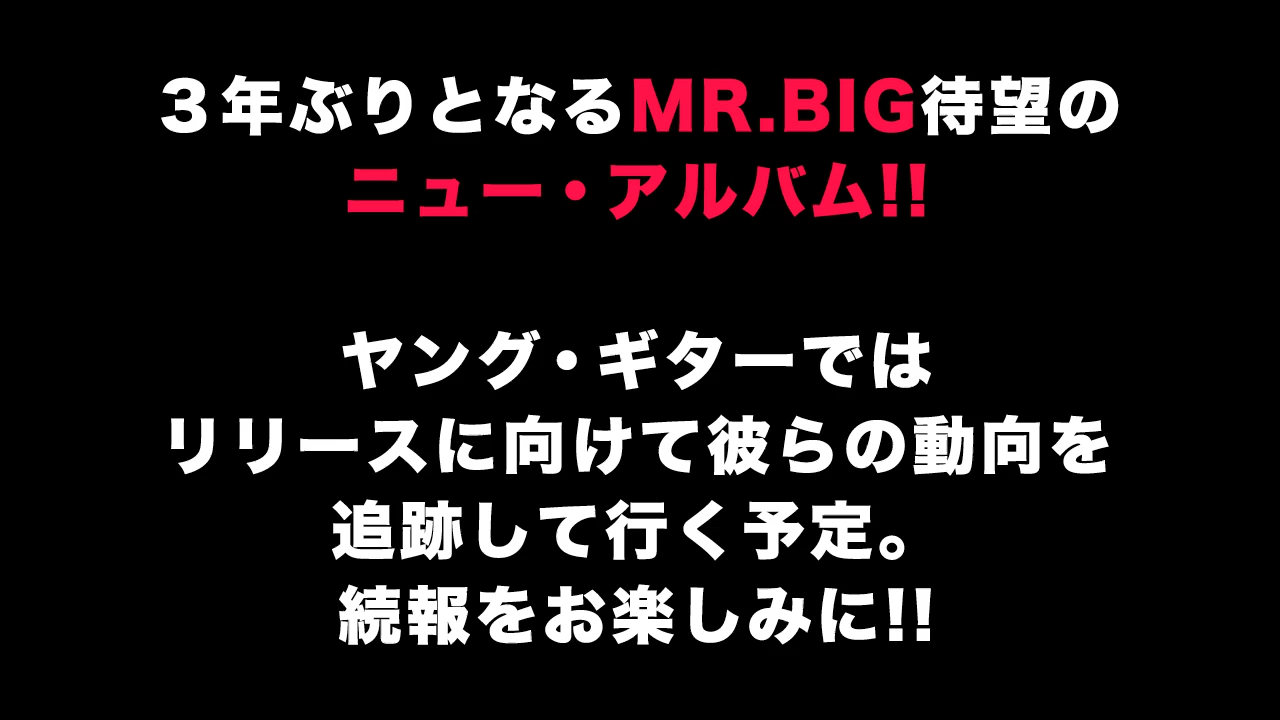 ３年ぶりとなるMR.BIG待望の
ニュー・アルバム!!
ヤング・ギターでは
リリースに向けて彼らの動向を
追跡して行く予定。
続報をお楽しみに!!